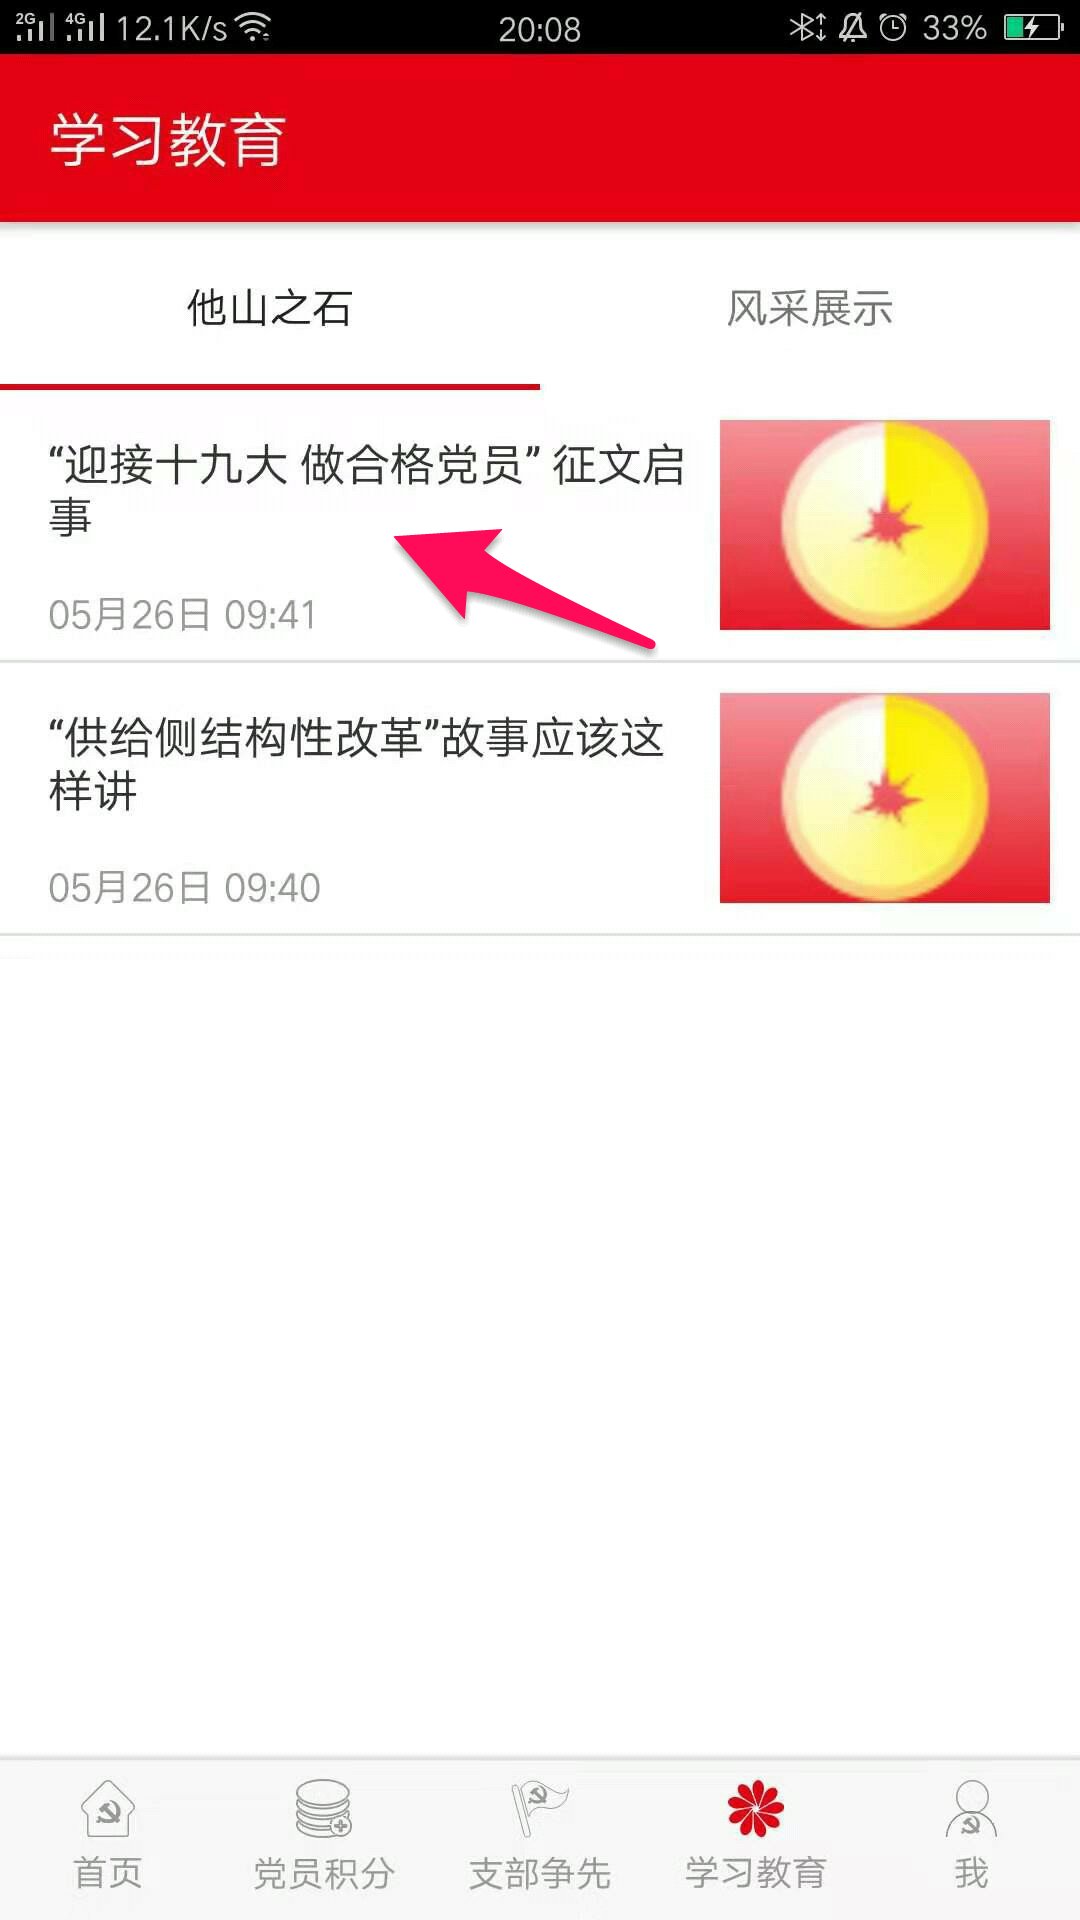 2G 4G 12.1K/s 20:08 33%
学习教育
他山之石 风采展示
“迎接十九大 做合格党员” 征文启
事
05月26日 09:41
“供给侧结构性改革”故事应该这
样讲
05月26日 09:40
首页 党员积分 支部争先 学习教育 我